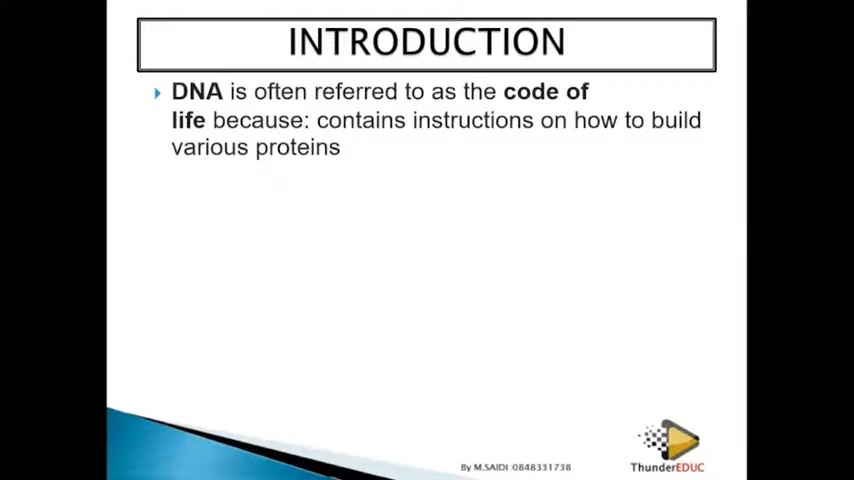 INTRODUCTION
DNA is often referred to as the code of
life because: contains instructions on how to build
various proteins
By M.SAIDI :0848331738
ThunderEDUC